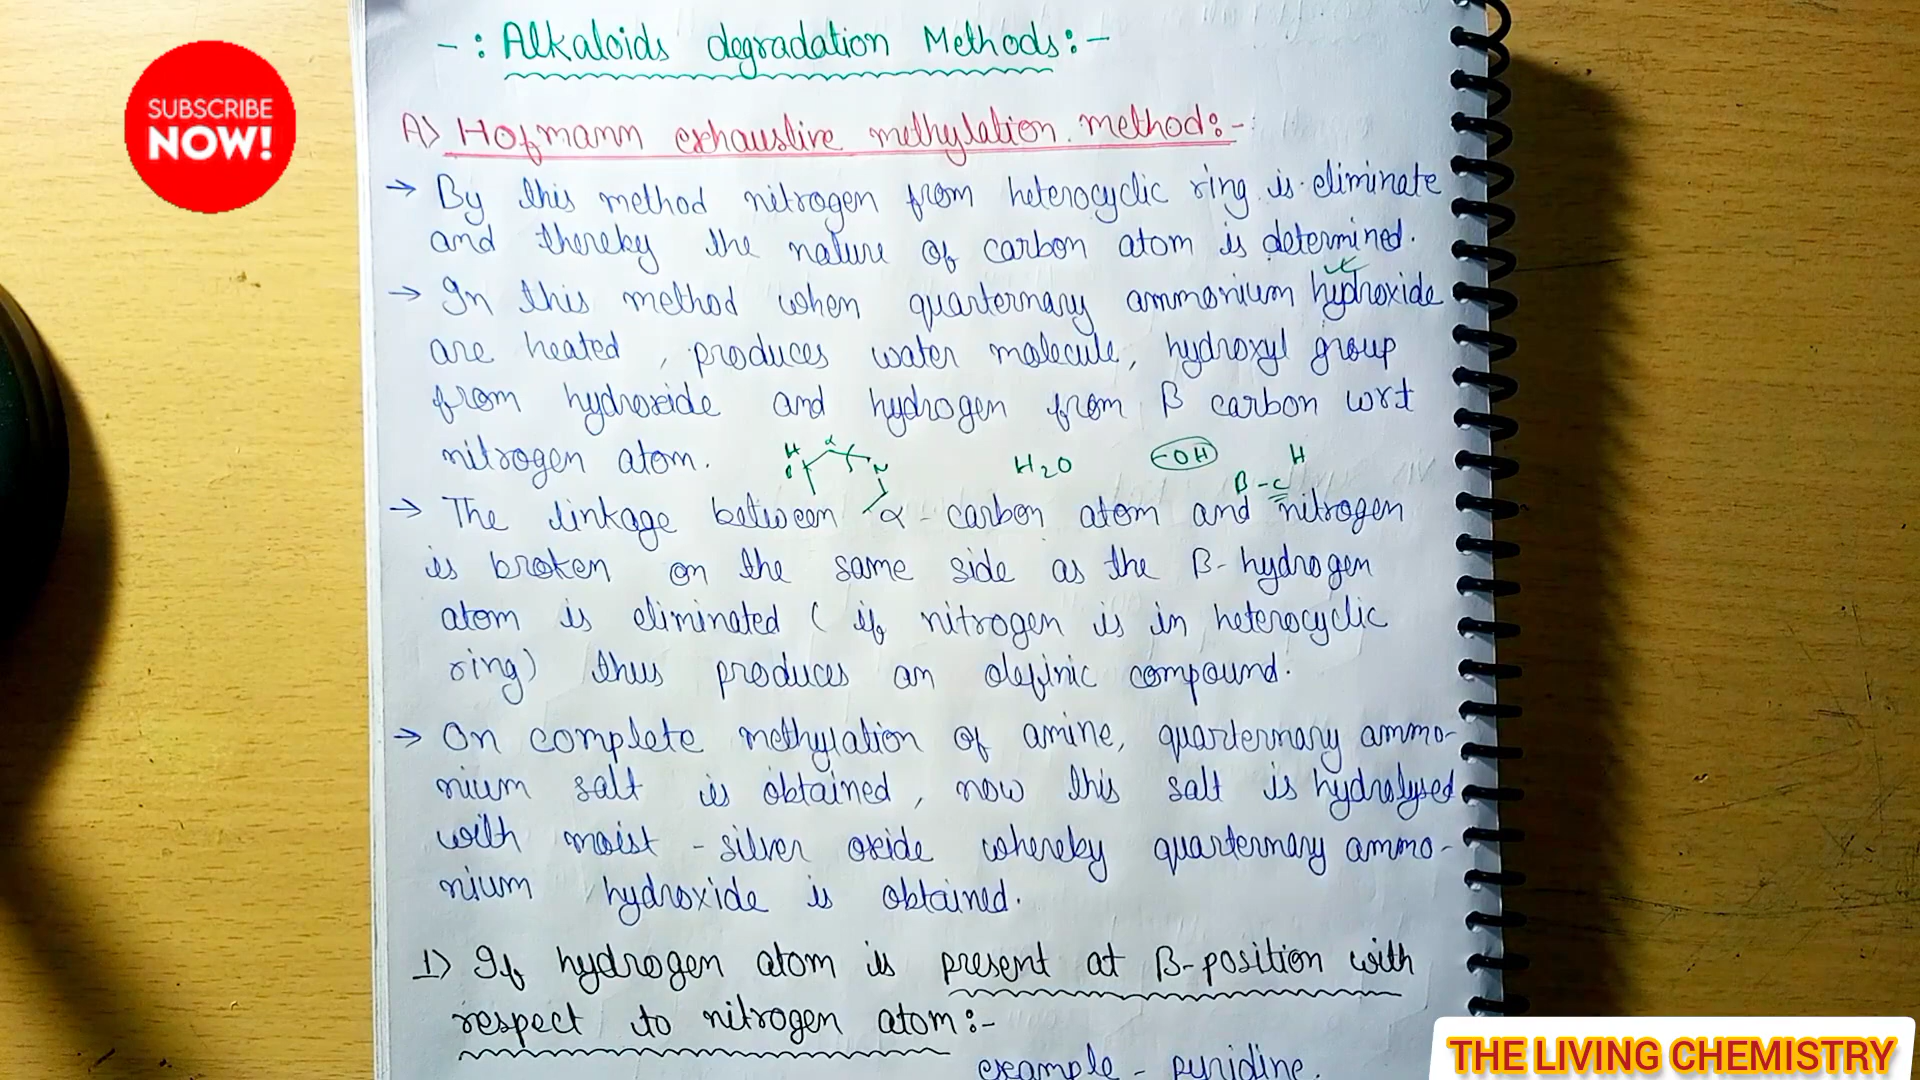 -: Alkaloids degradation Methods:-
SUBSCRIBE
NOW!
A> Hofmann exhaustive methylation method:-
→ By this method nitrogen from heterocyclic ring is eliminate
and thereby the nature of carbon atom is determined.
→ In this method when quarternary ammonium hydroxide
are heated, produces water molecule, hydroxyl group
from hydroxide and hydrogen from β carbon wrt
nitrogen atom.
H α β N H2O -OH H
β-C
→ The linkage between α-carbon atom and nitrogen
is broken on the same side as the β-hydrogen
atom is eliminated (if nitrogen is in heterocyclic
ring) thus produces an olefinic compound.
→ On complete methylation of amine, quarternary ammo-
nium salt is obtained, now this salt is hydrolysed
with moist-silver oxide whereby quarternary ammo-
nium hydroxide is obtained.
1> If hydrogen atom is present at β-position with
respect to nitrogen atom:-
example - pyridine.
THE LIVING CHEMISTRY